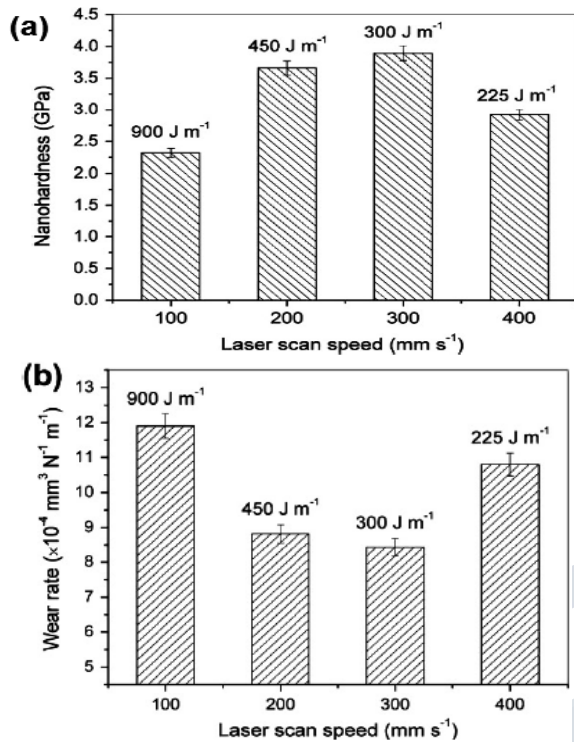 (a)
Nanohardness (GPa)
4.5
4.0
3.5
3.0
2.5
2.0
1.5
1.0
0.5
0.0
900 J m⁻¹
450 J m⁻¹
300 J m⁻¹
225 J m⁻¹
100 200 300 400
Laser scan speed (mm s⁻¹)
(b)
Wear rate (×10⁻⁴ mm³ N⁻¹ m⁻¹)
13
12
11
10
9
8
7
6
5
900 J m⁻¹
450 J m⁻¹
300 J m⁻¹
225 J m⁻¹
100 200 300 400
Laser scan speed (mm s⁻¹)